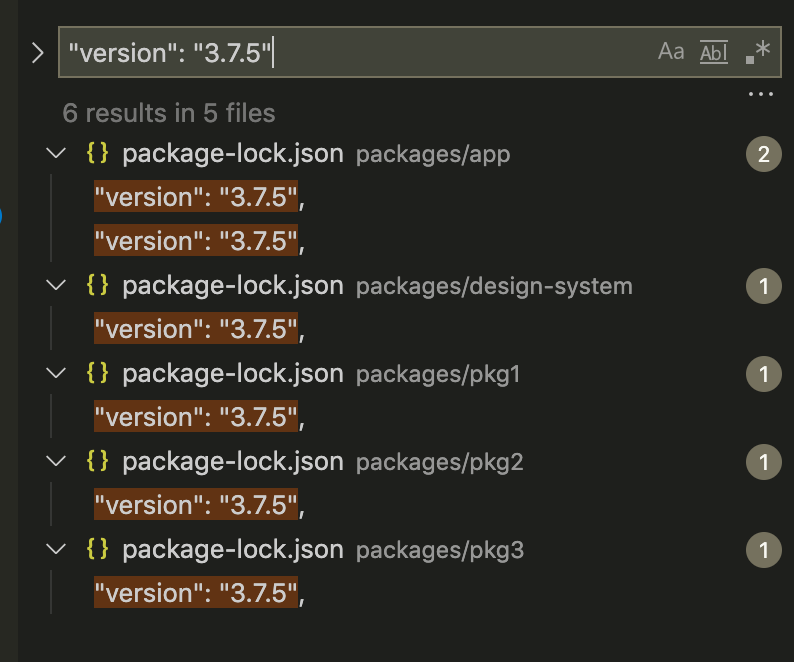 "version": "3.7.5"
Aa Abl .*
...
6 results in 5 files
{} package-lock.json packages/app 2
"version": "3.7.5",
"version": "3.7.5",
{} package-lock.json packages/design-system 1
"version": "3.7.5",
{} package-lock.json packages/pkg1 1
"version": "3.7.5",
{} package-lock.json packages/pkg2 1
"version": "3.7.5",
{} package-lock.json packages/pkg3 1
"version": "3.7.5",